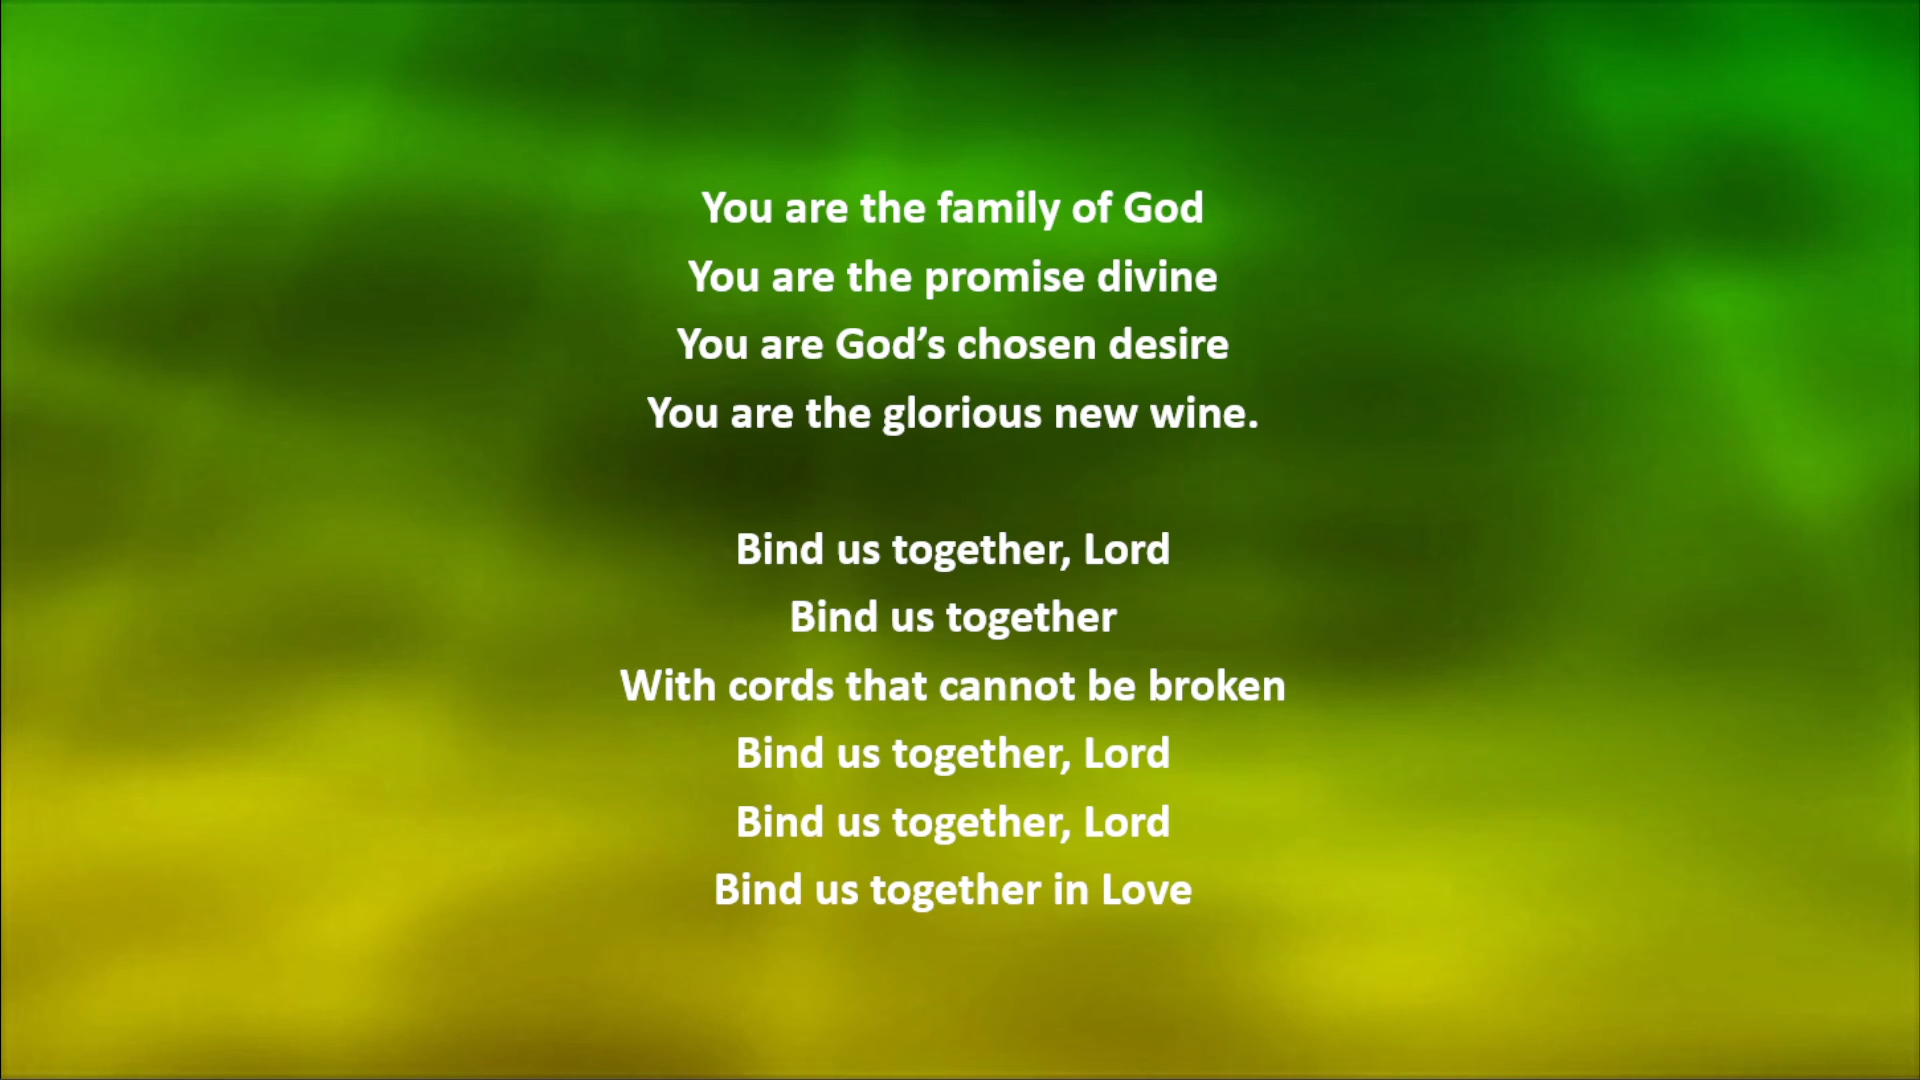 You are the family of God
You are the promise divine
You are God’s chosen desire
You are the glorious new wine.
Bind us together, Lord
Bind us together
With cords that cannot be broken
Bind us together, Lord
Bind us together, Lord
Bind us together in Love